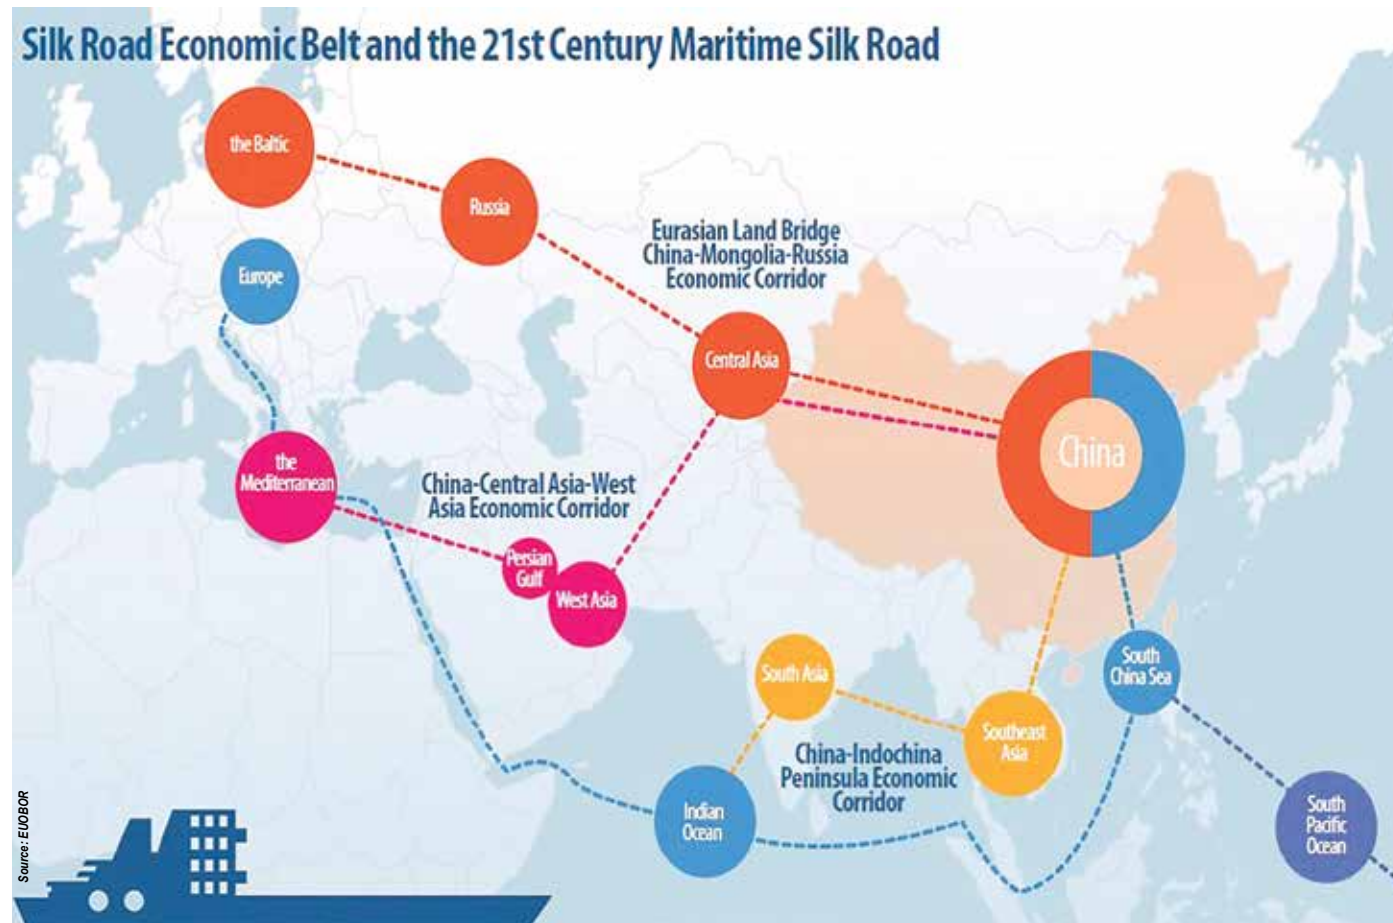 Silk Road Economic Belt and the 21st Century Maritime Silk Road
the Baltic
Russia
Eurasian Land Bridge
China-Mongolia-Russia
Economic Corridor
Europe
Central Asia
China
the
Mediterranean
China-Central Asia-West
Asia Economic Corridor
Persian
Gulf
West Asia
South Asia
South
China Sea
Southeast
Asia
China-Indochina
Peninsula Economic
Corridor
Indian
Ocean
South
Pacific
Ocean
Source: EUOBOR